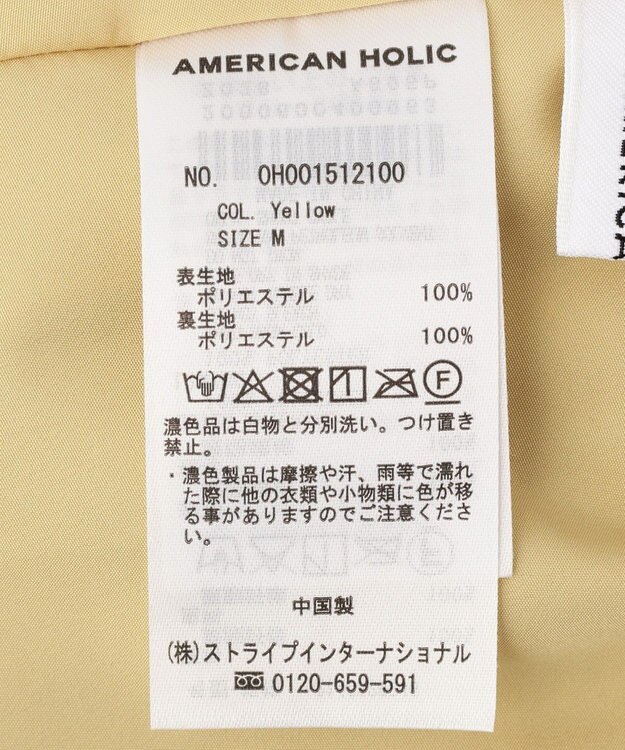 AMERICAN HOLIC
NO. OH001512100
COL. Yellow
SIZE M
表生地
ポリエステル 100%
裏生地
ポリエステル 100%
F
濃色品は白物と分別洗い。つけ置き
禁止。
・濃色製品は摩擦や汗、雨等で濡れ
た際に他の衣類や小物類に色が移
る事がありますのでご注意くださ
い。
中国製
(株)ストライプインターナショナル
0120-659-591